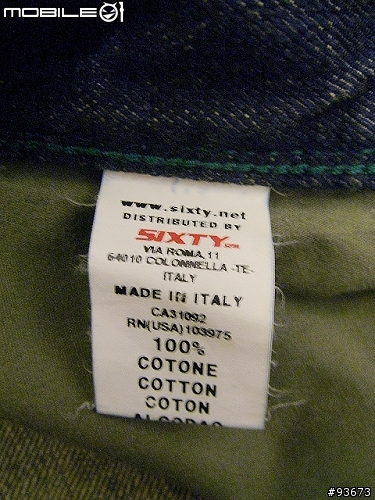 MOBILE01
www.sixty.net
DISTRIBUTED BY
SIXTY
VIA ROMA,11
64010 COLONNELLA -TE-
ITALY
MADE IN ITALY
CA31092
RN(USA)103975
100%
COTONE
COTTON
COTON
ALGODAO
#93673